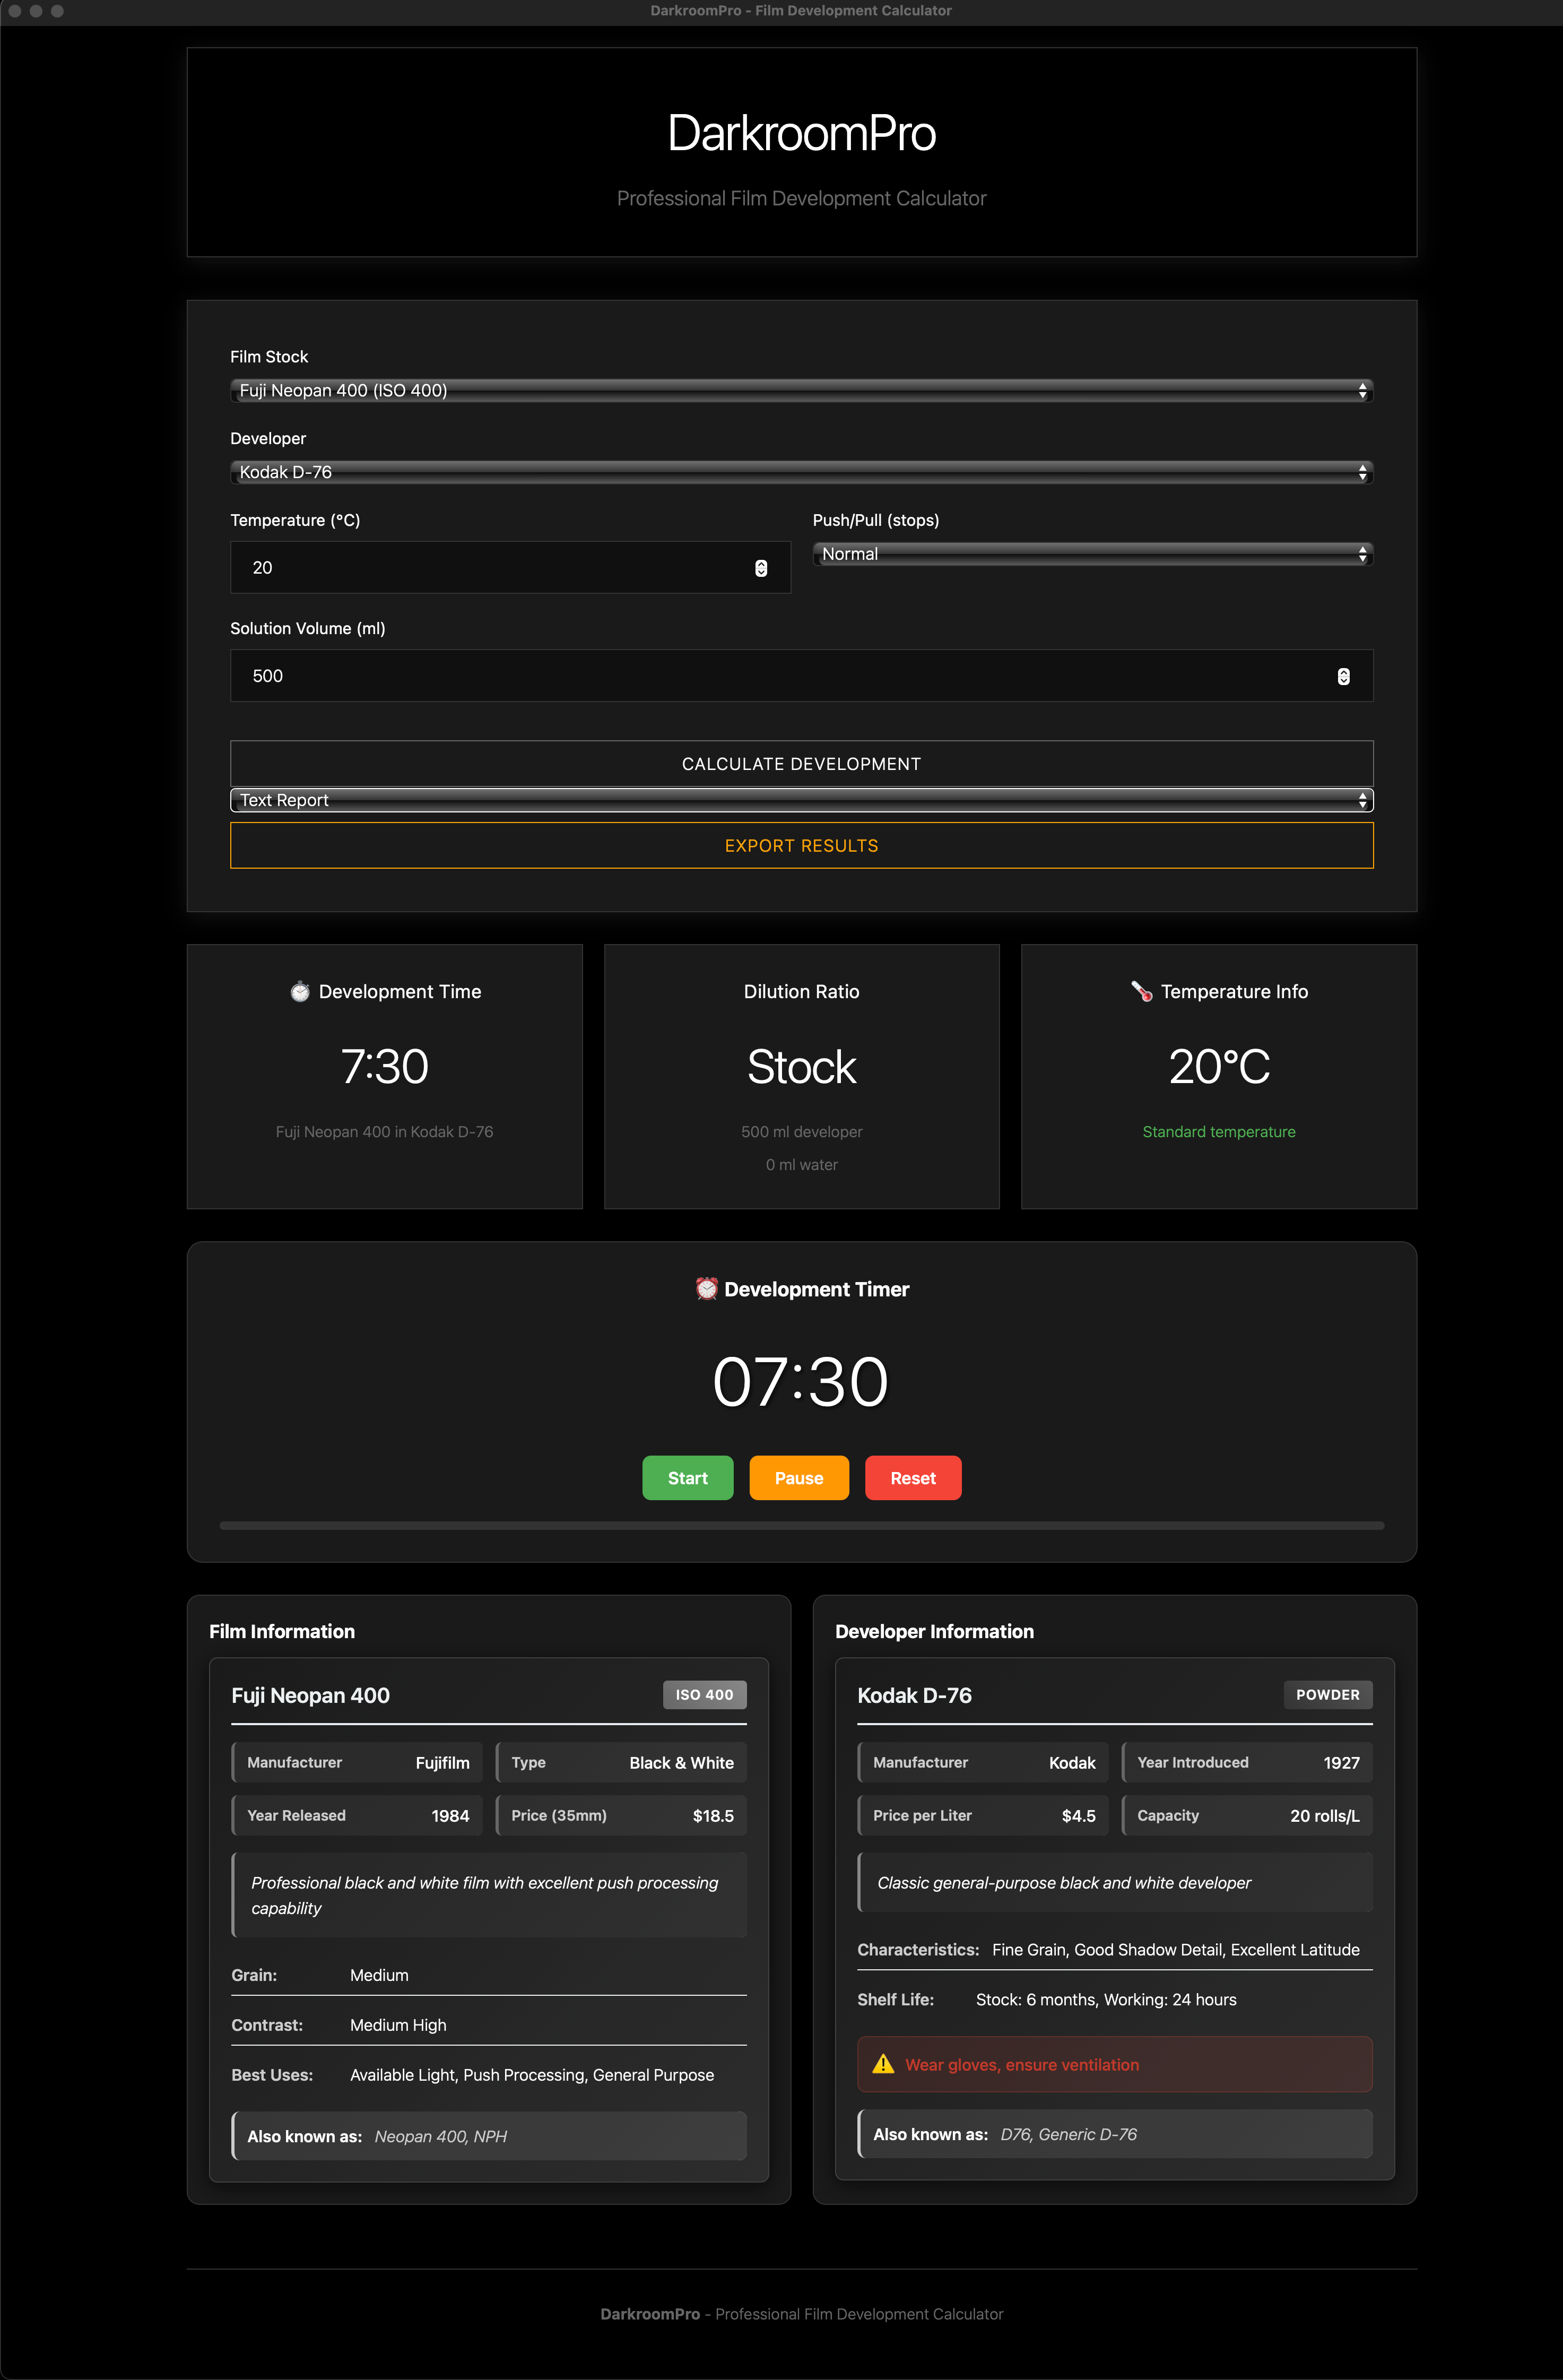 DarkroomPro - Film Development Calculator
DarkroomPro
Professional Film Development Calculator
Film Stock
Fuji Neopan 400 (ISO 400)
Developer
Kodak D-76
Temperature (°C)
20
Push/Pull (stops)
Normal
Solution Volume (ml)
500
CALCULATE DEVELOPMENT
Text Report
EXPORT RESULTS
⏱️ Development Time
7:30
Fuji Neopan 400 in Kodak D-76
Dilution Ratio
Stock
500 ml developer
0 ml water
🌡️ Temperature Info
20°C
Standard temperature
⏰ Development Timer
07:30
Start Pause Reset
Film Information
Fuji Neopan 400 ISO 400
Manufacturer Fujifilm
Type Black & White
Year Released 1984
Price (35mm) $18.5
Professional black and white film with excellent push processing
capability
Grain: Medium
Contrast: Medium High
Best Uses: Available Light, Push Processing, General Purpose
Also known as: Neopan 400, NPH
Developer Information
Kodak D-76 POWDER
Manufacturer Kodak
Year Introduced 1927
Price per Liter $4.5
Capacity 20 rolls/L
Classic general-purpose black and white developer
Characteristics: Fine Grain, Good Shadow Detail, Excellent Latitude
Shelf Life: Stock: 6 months, Working: 24 hours
⚠️ Wear gloves, ensure ventilation
Also known as: D76, Generic D-76
DarkroomPro - Professional Film Development Calculator